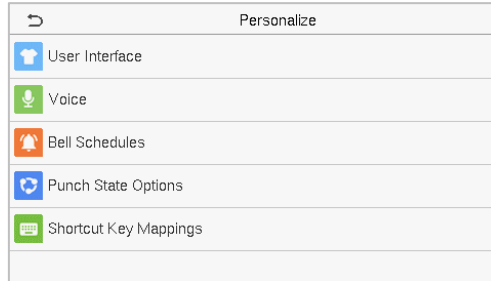 Personalize
User Interface
Voice
Bell Schedules
Punch State Options
Shortcut Key Mappings